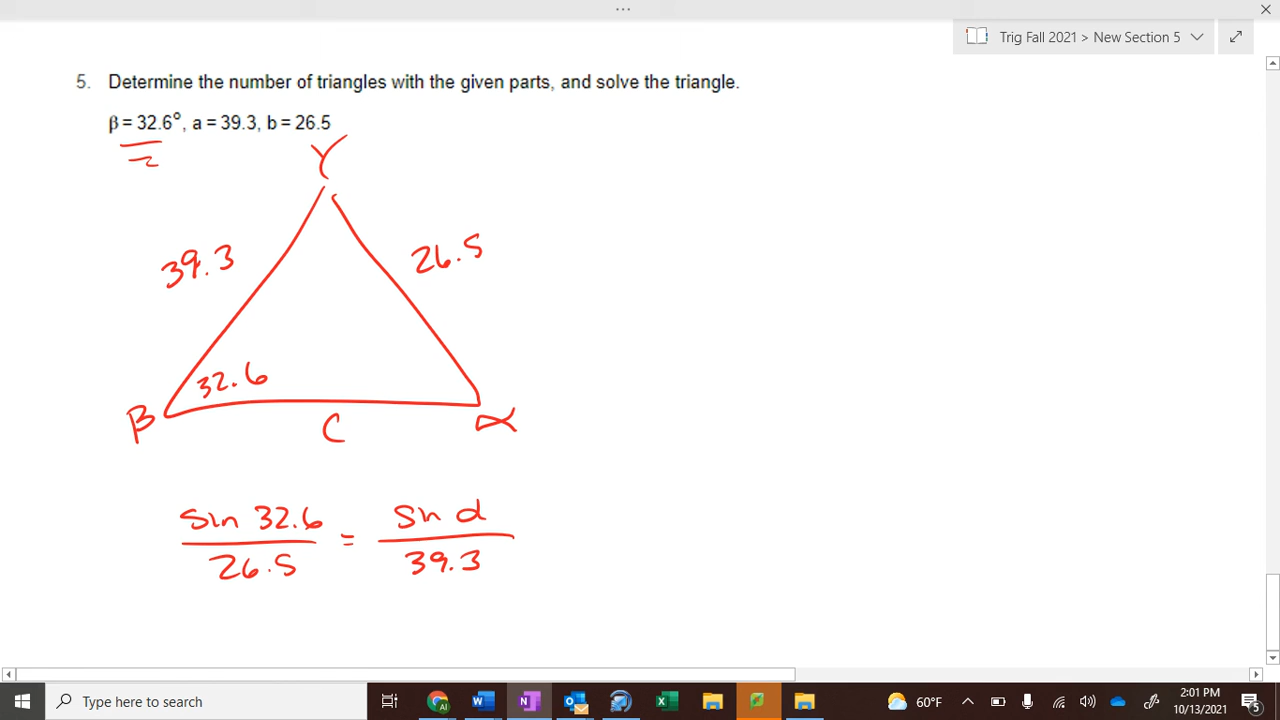 Trig Fall 2021 > New Section 5
5. Determine the number of triangles with the given parts, and solve the triangle.
β = 32.6°, a = 39.3, b = 26.5
γ
39.3
26.5
32.6
β
C
α
sin 32.6 / 26.5 = sin α / 39.3
Type here to search
60°F
2:01 PM
10/13/2021
5